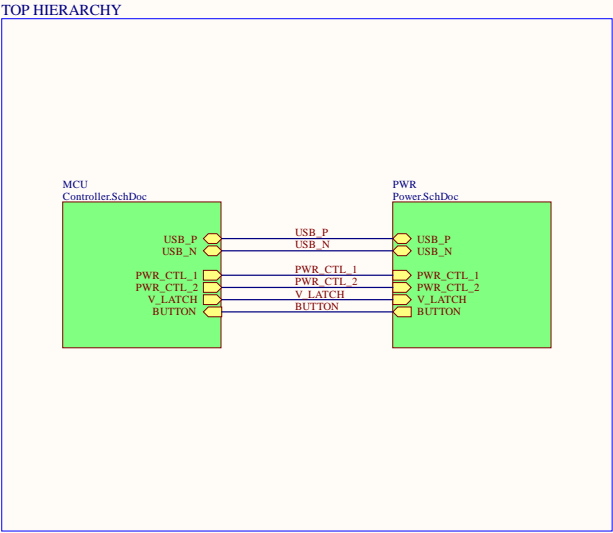 TOP HIERARCHY
MCU
Controller.SchDoc
PWR
Power.SchDoc
USB_P USB_P USB_P
USB_N USB_N USB_N
PWR_CTL_1 PWR_CTL_1 PWR_CTL_1
PWR_CTL_2 PWR_CTL_2 PWR_CTL_2
V_LATCH V_LATCH V_LATCH
BUTTON BUTTON BUTTON